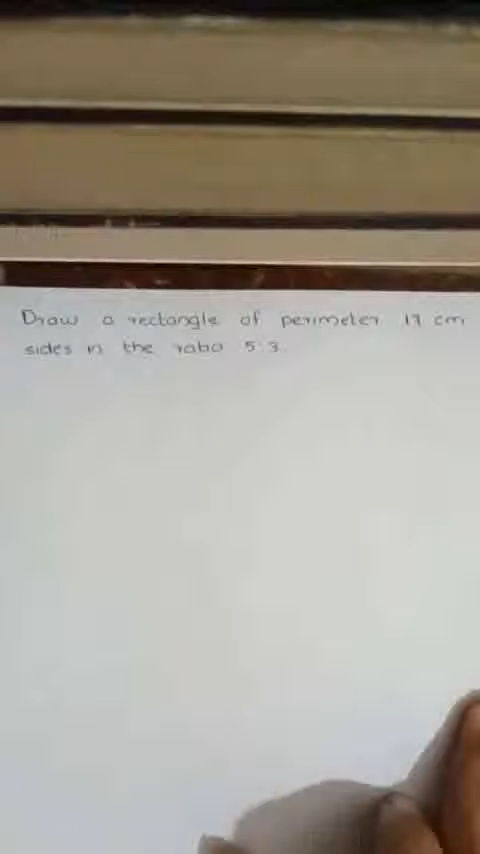 Draw a rectangle of perimeter 17 cm
sides in the ratio 5:3